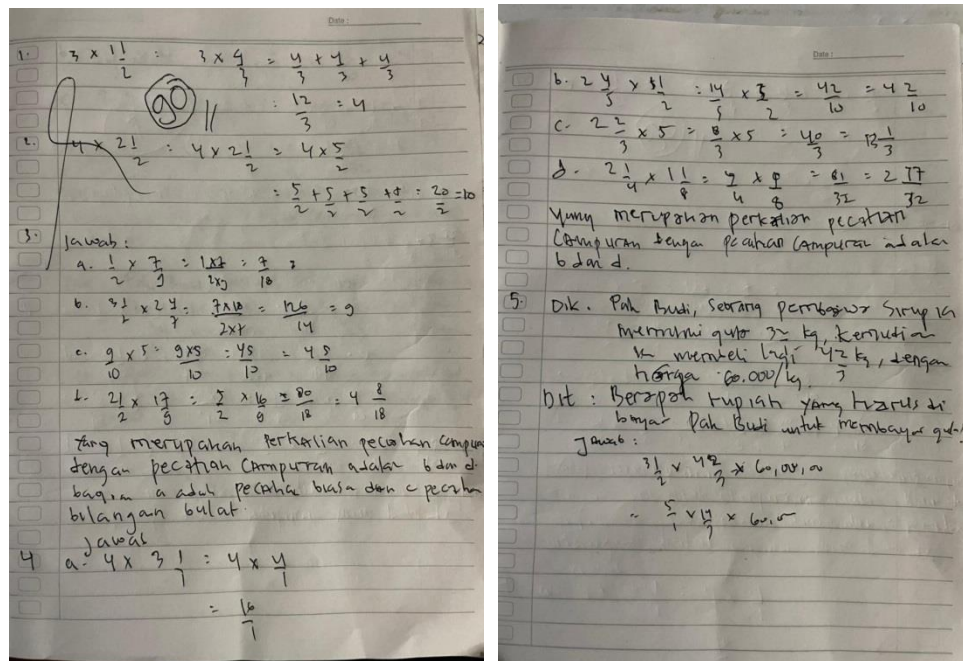 Date :
1. 3 × 1 1/2 = 3 × 4/3 = 4/3 + 4/3 + 4/3
90 = 12/3 = 4
2. 4 × 2 1/2 = 4 × 2 1/2 = 4 × 5/2
= 5/2 + 5/2 + 5/2 + 5/2 = 20/2 = 10
3. Jawab :
a. 1/2 × 7/9 = 1×7/2×9 = 7/18
b. 3 1/2 × 2 4/7 = 7×18/2×7 = 126/14 = 9
c. 9/10 × 5 = 9×5/10 = 45/10 = 4 5/10
d. 2 1/2 × 1 7/9 = 5/2 × 16/9 = 80/18 = 4 8/18
Yang merupakan Perkalian pecahan campuran
dengan pecahan CAmpuran adalah b dan d.
bagian a adalah pecahan biasa dan c pecahan
bilangan bulat.
Jawab
4 a. 4 × 3 1/1 = 4 × 4/1
= 16/1
Date :
b. 2 4/5 × 3 1/2 = 14/5 × 3/2 = 42/10 = 4 2/10
c. 2 2/3 × 5 = 8/3 × 5 = 40/3 = 13 1/3
d. 2 1/4 × 1 1/8 = 9/4 × 9/8 = 81/32 = 2 17/32
Yang merupakan perkalian pecahan
CAmpuran dengan pecahan CAmpuran adalah
b dan d.
5. Dik. Pak Budi, seorang Sirup ia
gula kg, kemudian
ia membeli lagi 4 2/3 kg, dengan
harga 60.000/kg.
Dit : Berapah rupiah yang harus di
bayar Pak Budi untuk membayar gula
Jawab :
3 1/2 × 4 2/3 × 60,00,00
= 5/1 × 14/3 × 60,0